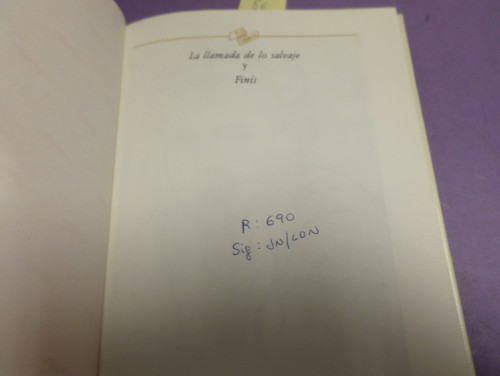 La llamada de lo salvaje
y
Finis
R: 690
Sig: JN/LON